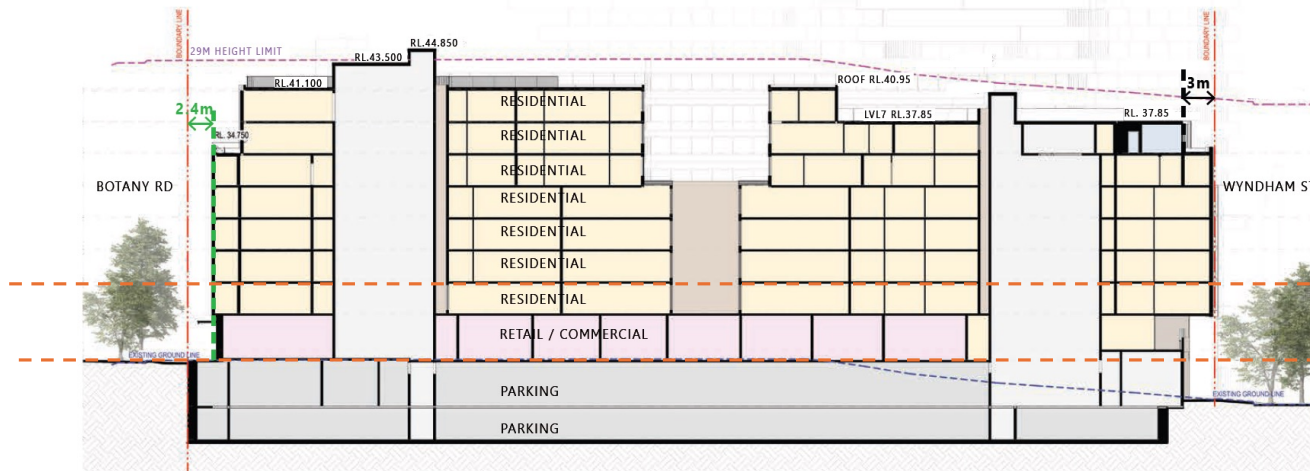 BOUNDARY LINE
BOUNDARY LINE
29M HEIGHT LIMIT
RL.44.850
RL.43.500
RL.41.100
ROOF RL.40.95
3m
2.4m
RL. 34.750
LVL7 RL.37.85
RL. 37.85
RESIDENTIAL
RESIDENTIAL
RESIDENTIAL
BOTANY RD
WYNDHAM ST
RESIDENTIAL
RESIDENTIAL
RESIDENTIAL
RESIDENTIAL
RETAIL / COMMERCIAL
EXISTING GROUND LINE
PARKING
EXISTING GROUND LINE
PARKING